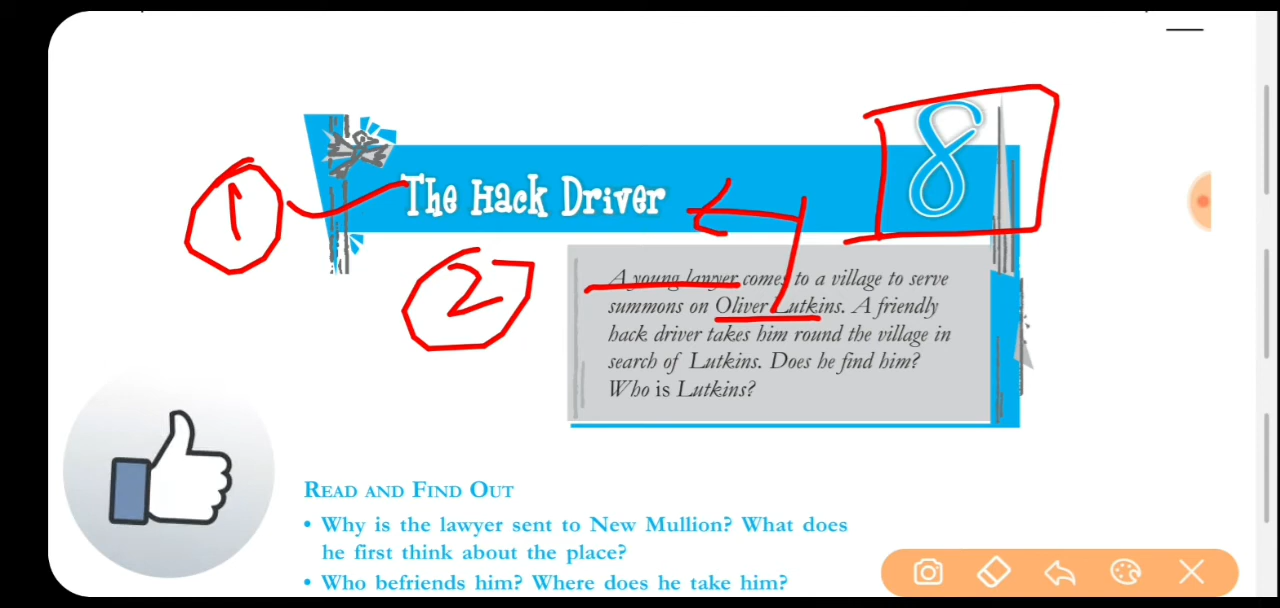 8
The Hack Driver
1
2
A young lawyer comes to a village to serve
summons on Oliver Lutkins. A friendly
hack driver takes him round the village in
search of Lutkins. Does he find him?
Who is Lutkins?
READ AND FIND OUT
• Why is the lawyer sent to New Mullion? What does
he first think about the place?
• Who befriends him? Where does he take him?